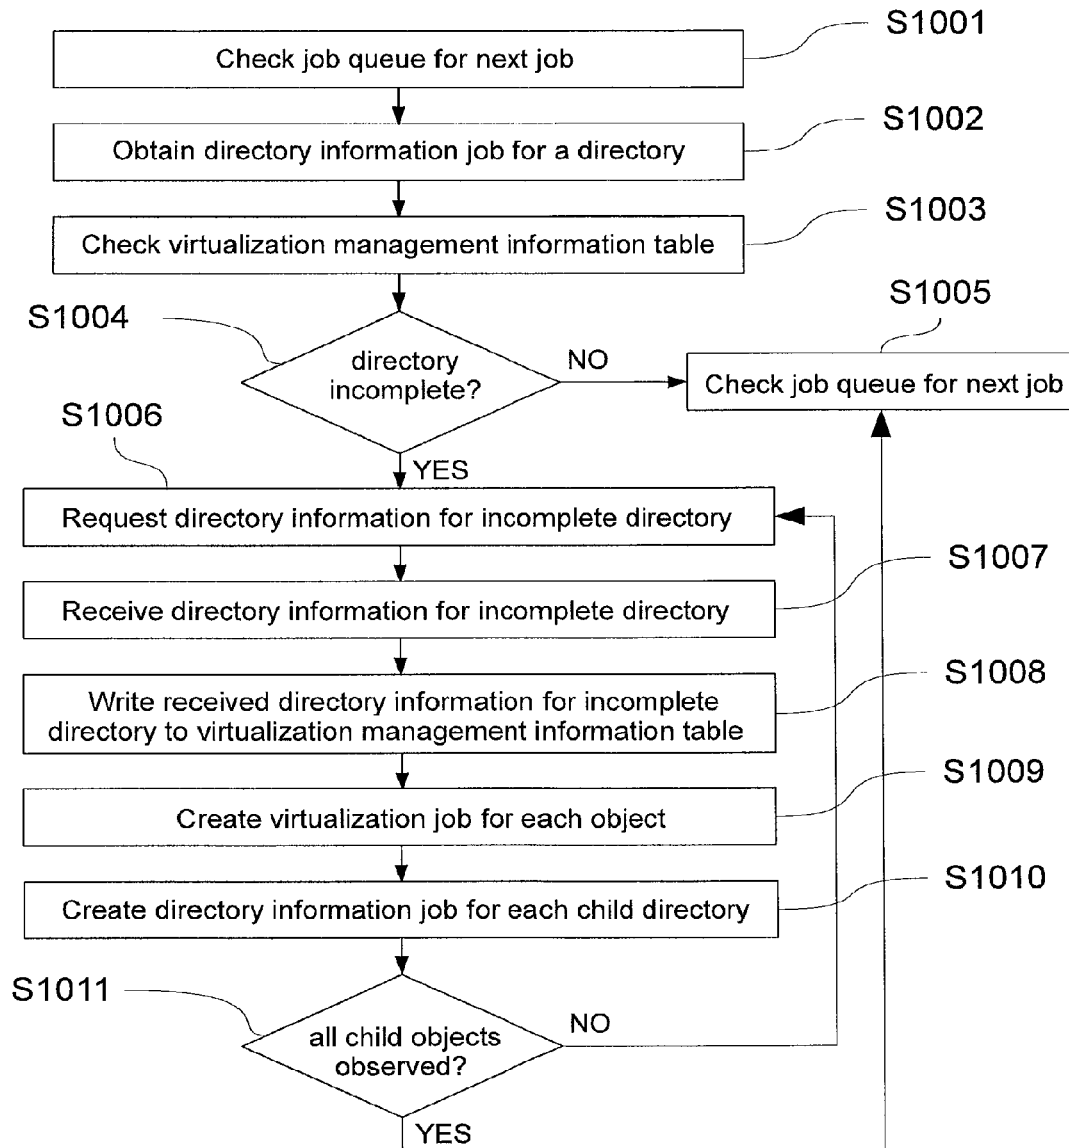 S1001
Check job queue for next job
S1002
Obtain directory information job for a directory
S1003
Check virtualization management information table
S1004
directory
incomplete?
NO
S1005
Check job queue for next job
YES
S1006
Request directory information for incomplete directory
S1007
Receive directory information for incomplete directory
S1008
Write received directory information for incomplete
directory to virtualization management information table
S1009
Create virtualization job for each object
S1010
Create directory information job for each child directory
S1011
all child objects
observed?
NO
YES